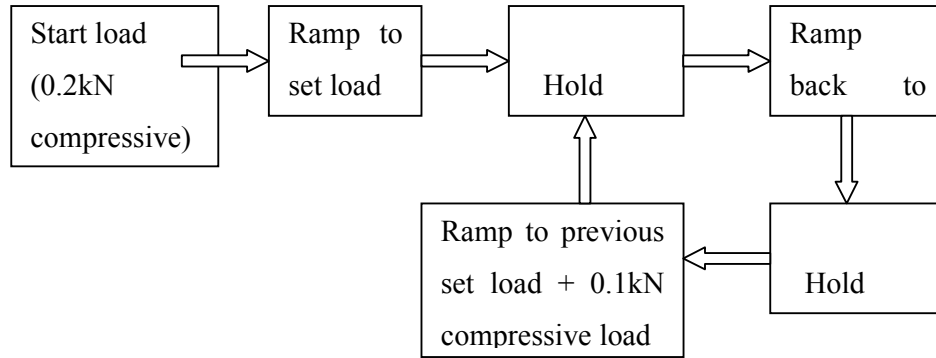 Start load
(0.2kN
compressive)
Ramp to
set load
Hold
Ramp
back to
Hold
Ramp to previous
set load + 0.1kN
compressive load